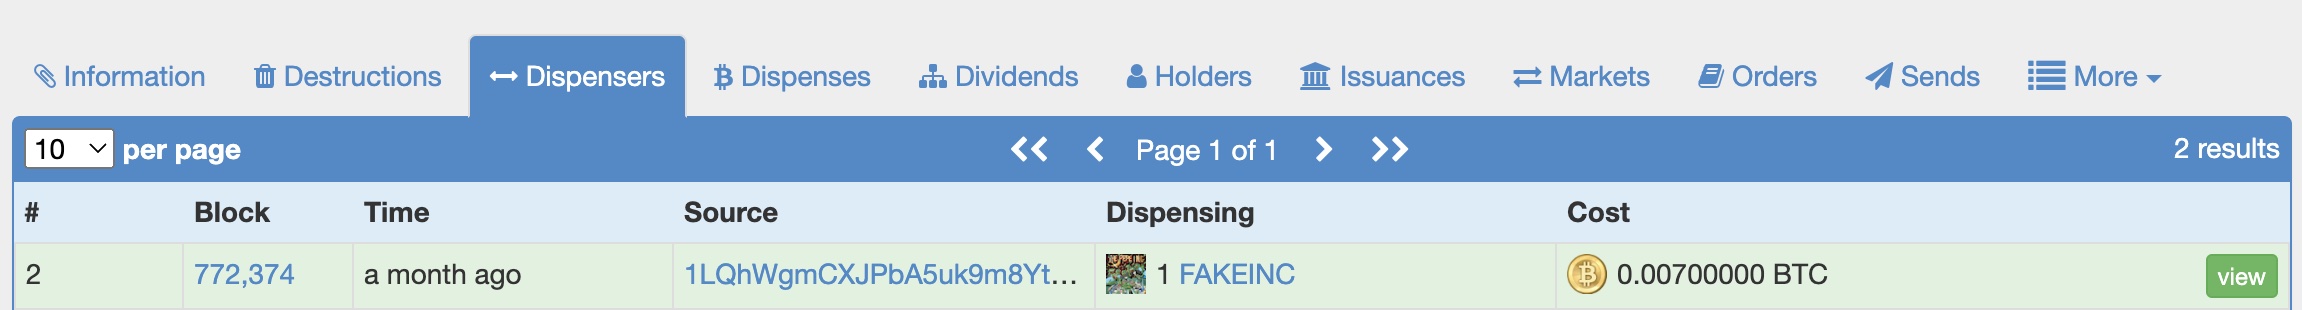 Information Destructions Dispensers Dispenses Dividends Holders Issuances Markets Orders Sends More
10 per page Page 1 of 1 2 results
# Block Time Source Dispensing Cost
2 772,374 a month ago 1LQhWgmCXJPbA5uk9m8Yt... 1 FAKEINC 0.00700000 BTC view